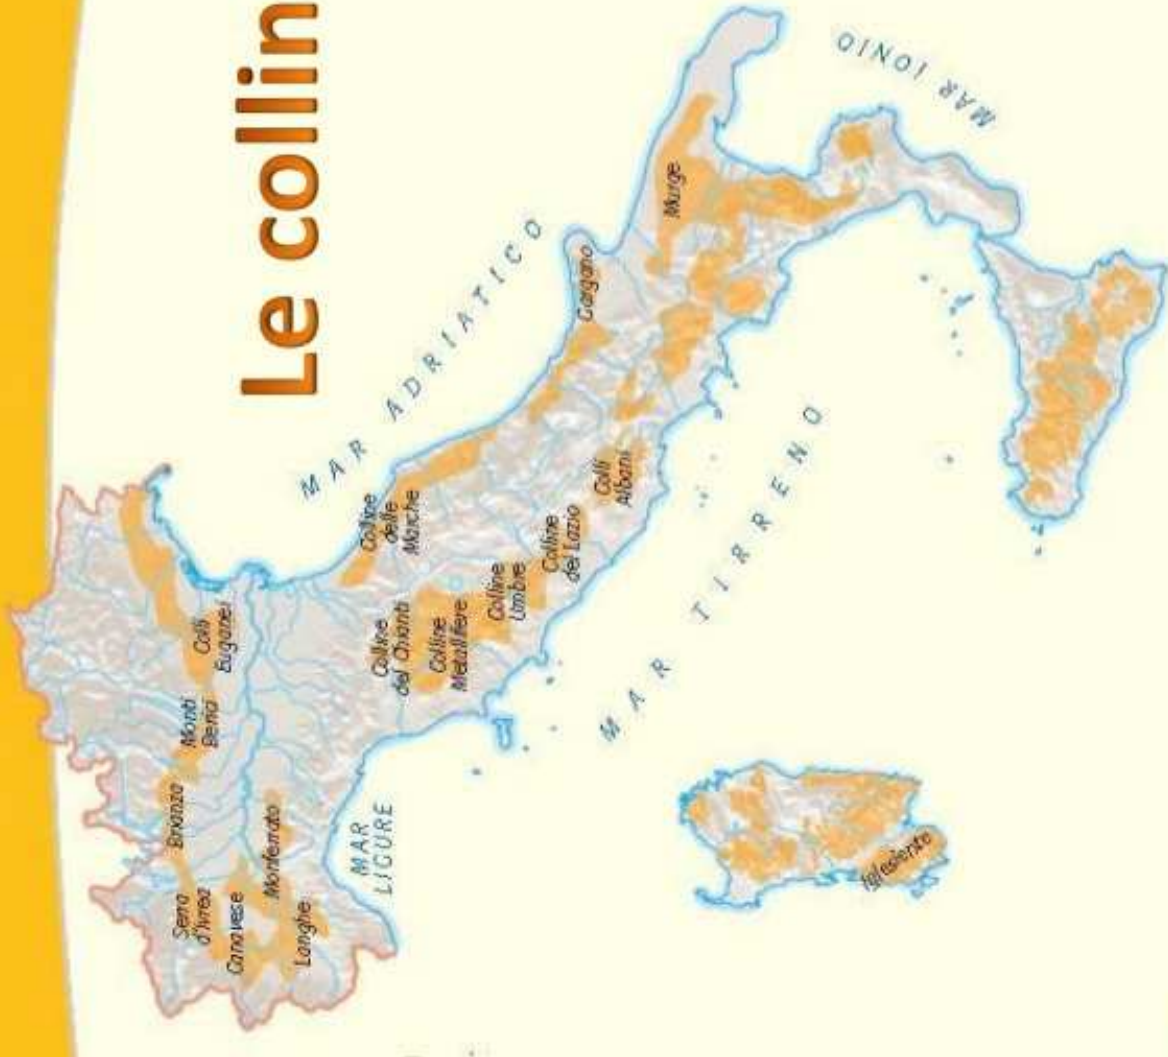 Le collin
Serra
d'Ivrea
Canavese
Brianza
Monti
Berici
Colli
Euganei
Monferrato
Langhe
MAR
LIGURE
MAR ADRIATICO
Colline
del Chianti
Colline
Metallifere
Colline
delle
Marche
Colline
Umbre
Colline
del Lazio
Colli
Albani
Gargano
Murge
MAR TIRRENO
Iglesiente
MAR IONIO